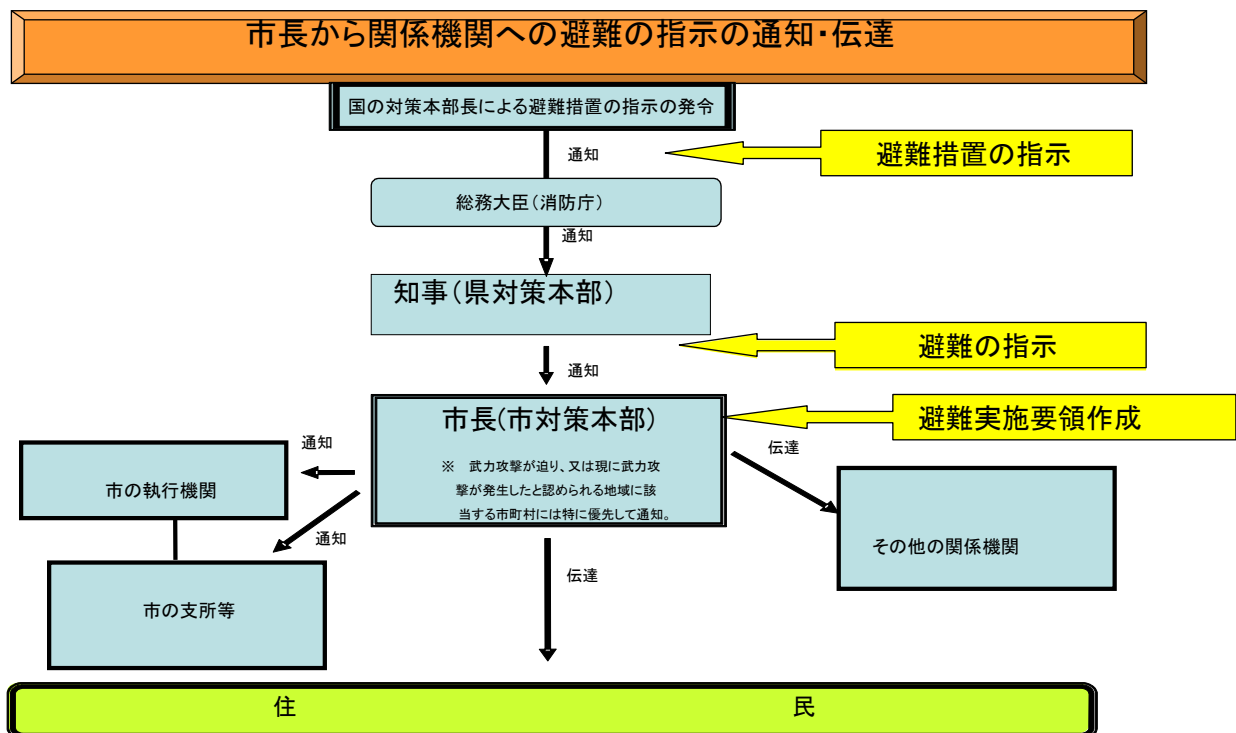 市長から関係機関への避難の指示の通知・伝達
国の対策本部長による避難措置の指示の発令
通知
避難措置の指示
総務大臣（消防庁）
通知
知事（県対策本部）
避難の指示
通知
市長(市対策本部）
避難実施要領作成
※　武力攻撃が迫り、又は現に武力攻
撃が発生したと認められる地域に該
当する市町村には特に優先して通知。
通知
伝達
市の執行機関
通知
その他の関係機関
伝達
市の支所等
住　民